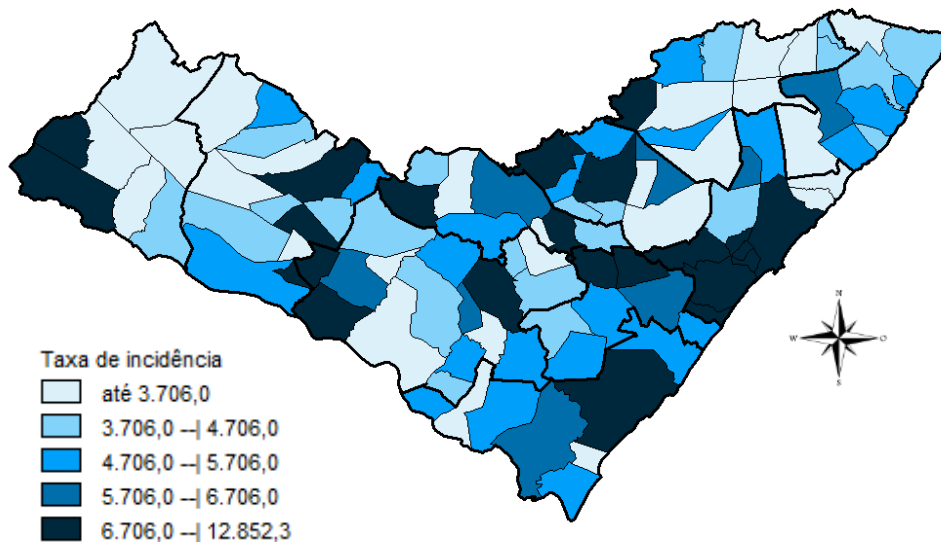 Taxa de incidência
até 3.706,0
3.706,0 --| 4.706,0
4.706,0 --| 5.706,0
5.706,0 --| 6.706,0
6.706,0 --| 12.852,3
N
W O
S